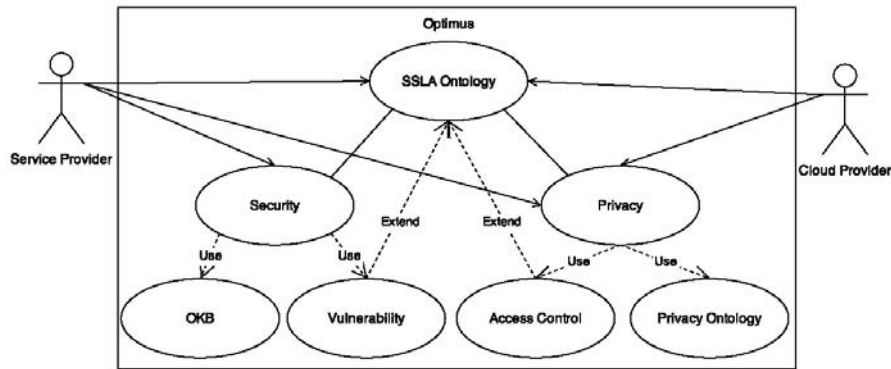 Optimus
SSLA Ontology
Service Provider
Cloud Provider
Security
Privacy
Extend
Extend
Use
Use
Use
Use
OKB
Vulnerability
Access Control
Privacy Ontology